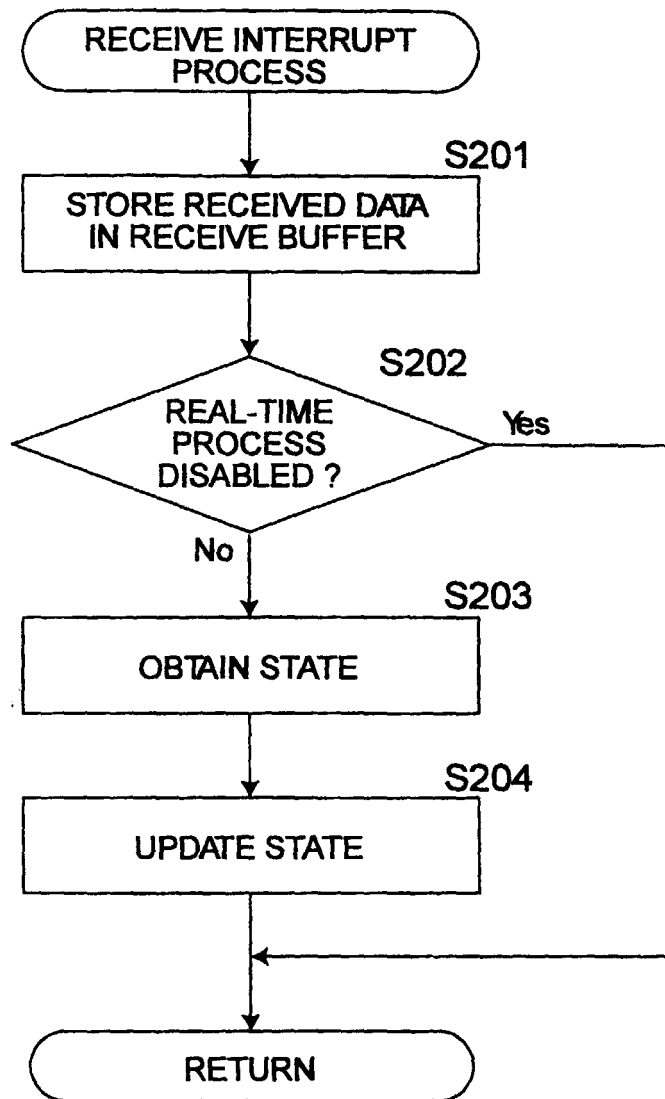 RECEIVE INTERRUPT
PROCESS
S201
STORE RECEIVED DATA
IN RECEIVE BUFFER
S202
REAL-TIME
PROCESS
DISABLED ?
Yes
No
S203
OBTAIN STATE
S204
UPDATE STATE
RETURN